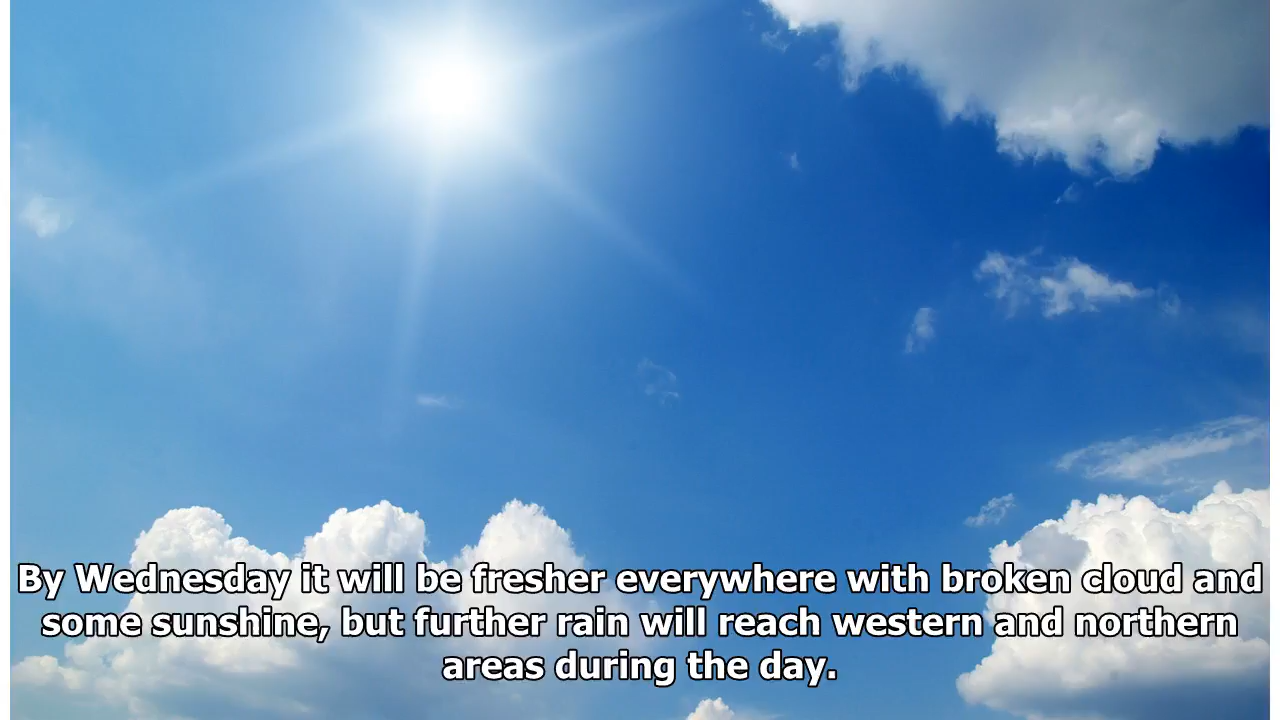 By Wednesday it will be fresher everywhere with broken cloud and
some sunshine, but further rain will reach western and northern
areas during the day.